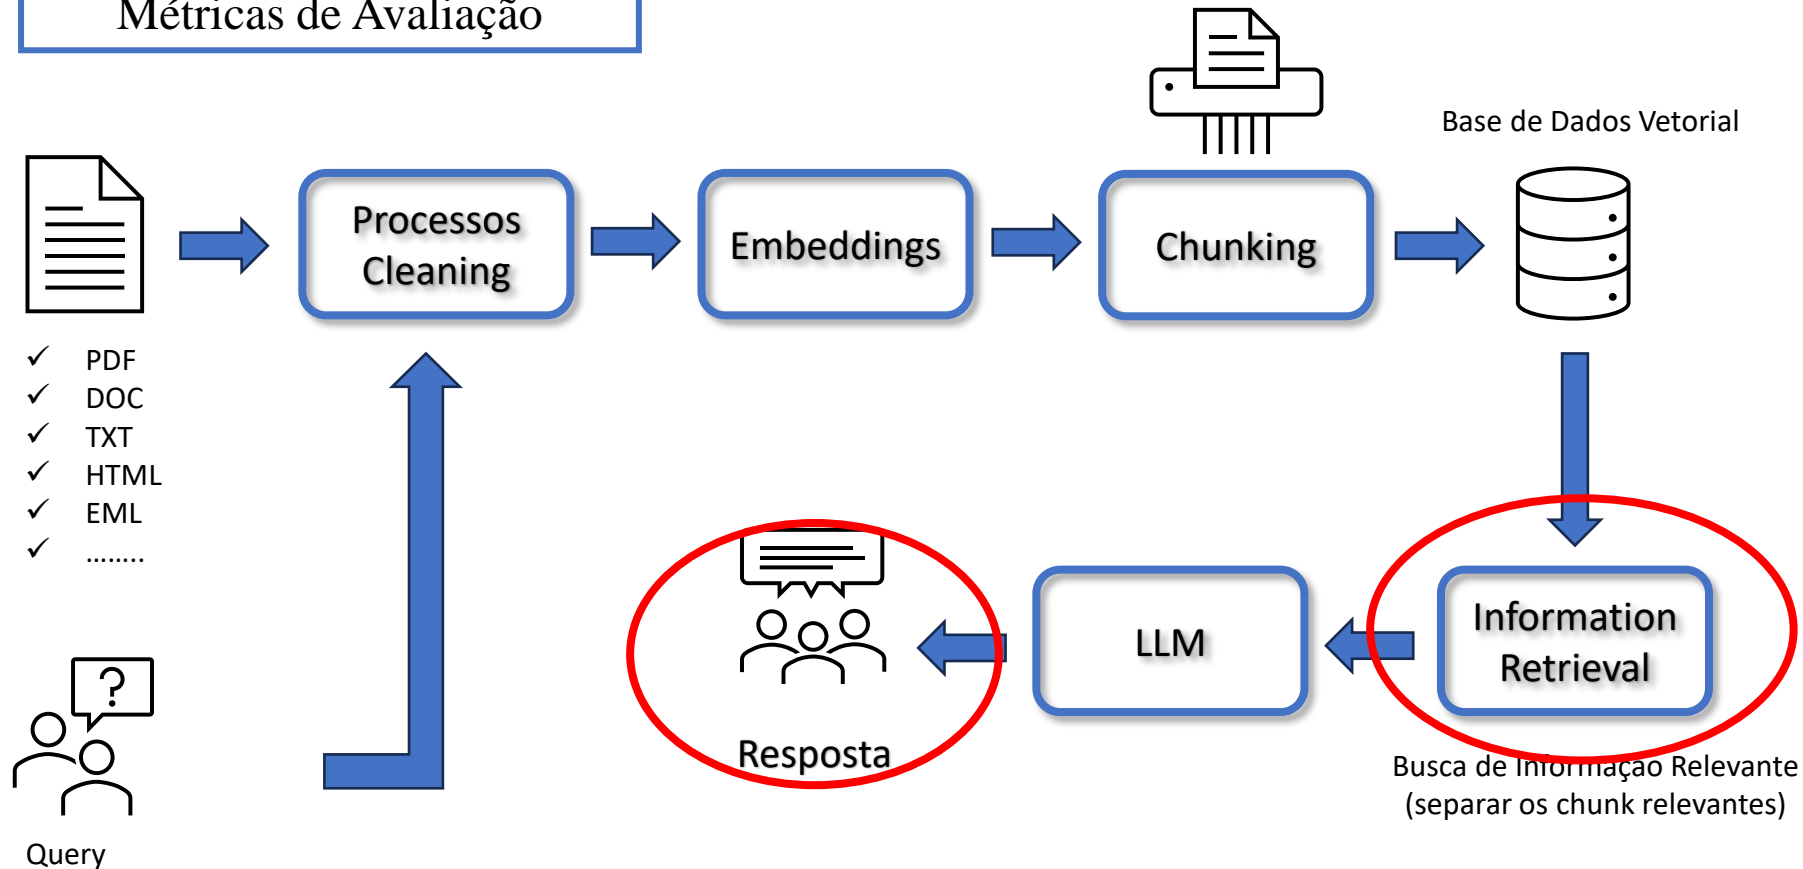 Métricas de Avaliação
Base de Dados Vetorial
Processos
Cleaning
Embeddings
Chunking
✓ PDF
✓ DOC
✓ TXT
✓ HTML
✓ EML
✓ ........
?
Query
Resposta
LLM
Information
Retrieval
Busca de Informação Relevante
(separar os chunk relevantes)